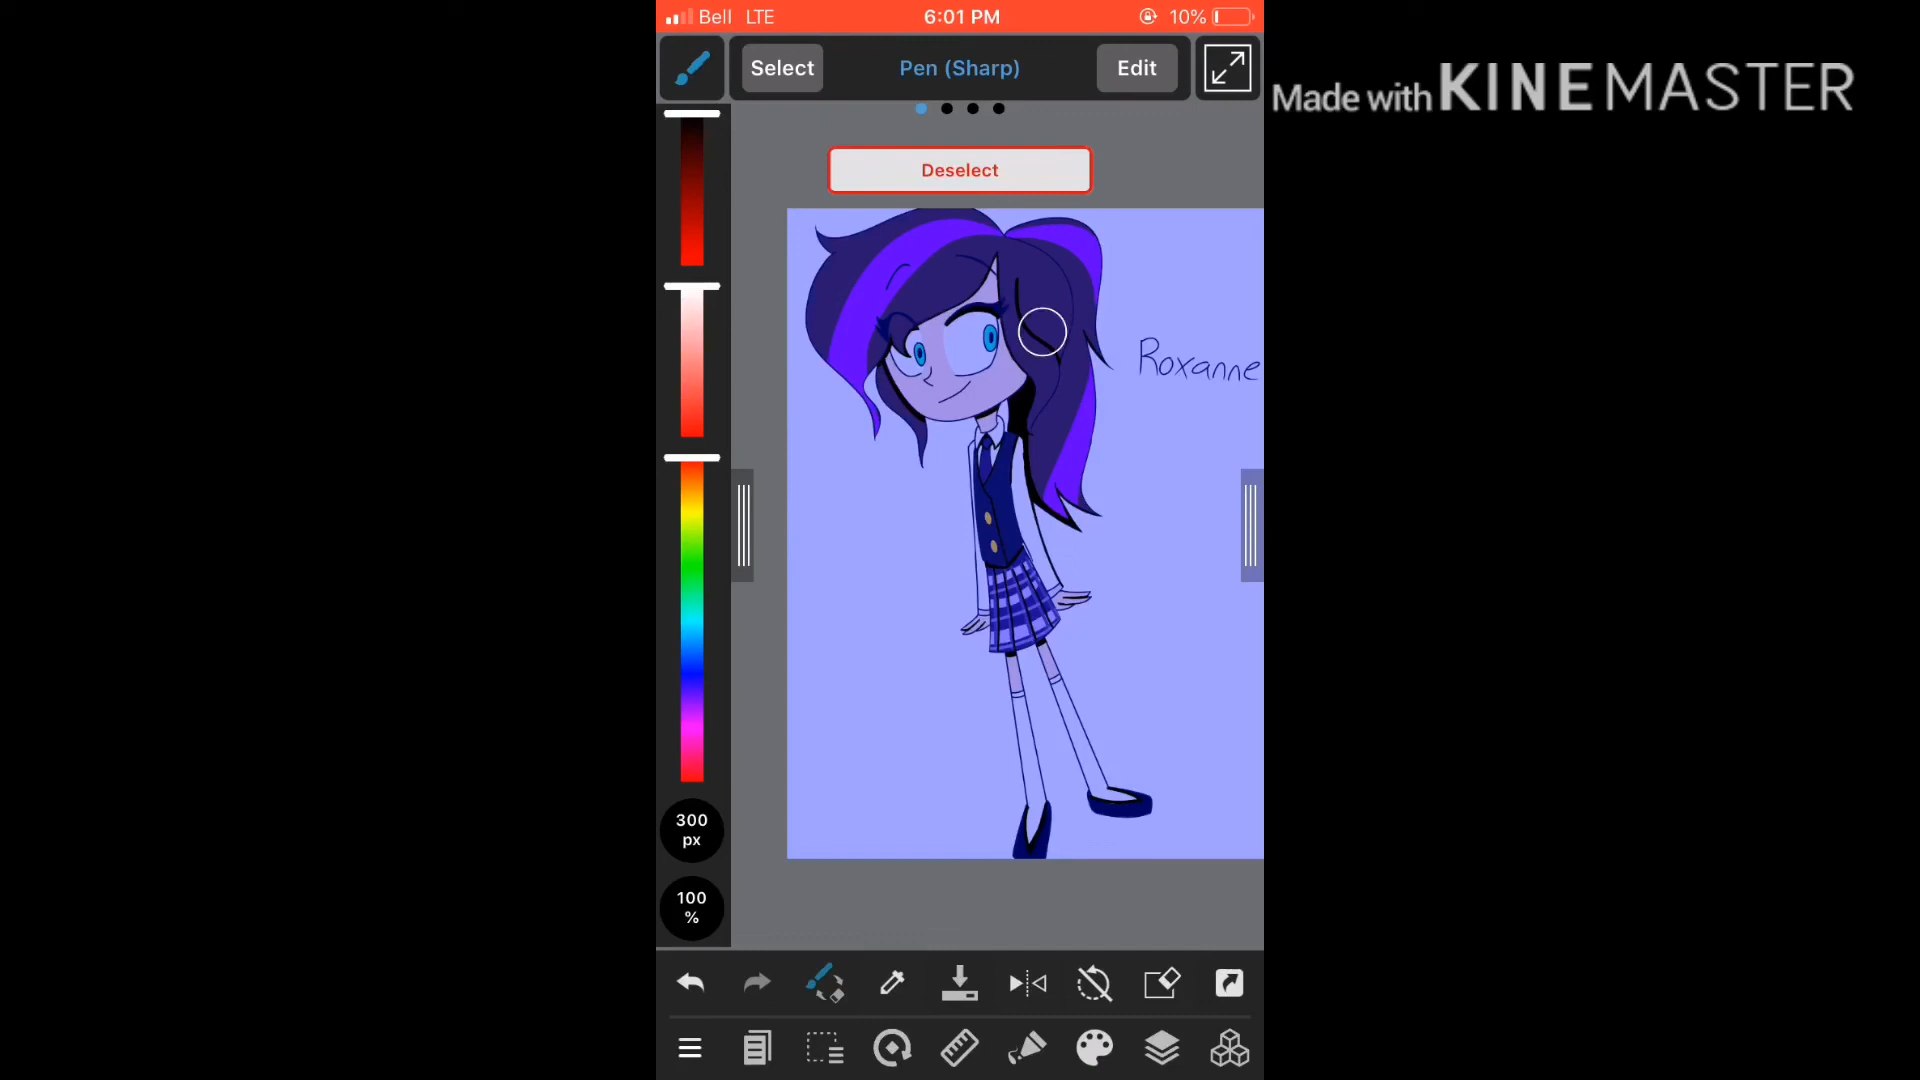 Bell LTE 6:01 PM 10%
Select Pen (Sharp) Edit
Made with KINEMASTER
Deselect
Roxanne
300
px
100
%